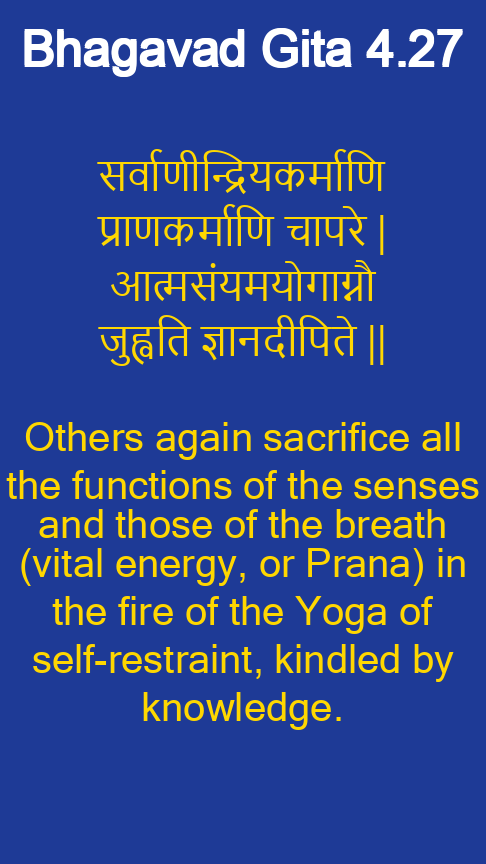 Bhagavad Gita 4.27
सर्वाणीन्द्रियकर्माणि
प्राणकर्माणि चापरे |
आत्मसंयमयोगाग्नौ
जुह्वति ज्ञानदीपिते ||
Others again sacrifice all
the functions of the senses
and those of the breath
(vital energy, or Prana) in
the fire of the Yoga of
self-restraint, kindled by
knowledge.